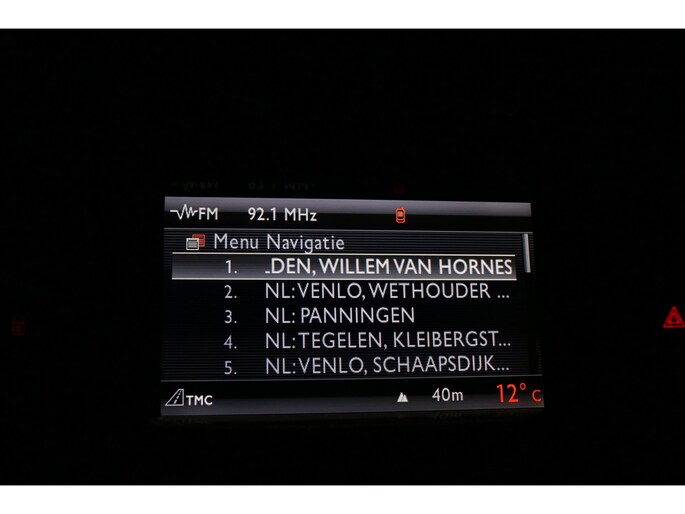 FM 92.1 MHz
Menu Navigatie
1. .DEN, WILLEM VAN HORNES
2. NL: VENLO, WETHOUDER ...
3. NL: PANNINGEN
4. NL: TEGELEN, KLEIBERGST...
5. NL: VENLO, SCHAAPSDIJK...
TMC 40m 12° C